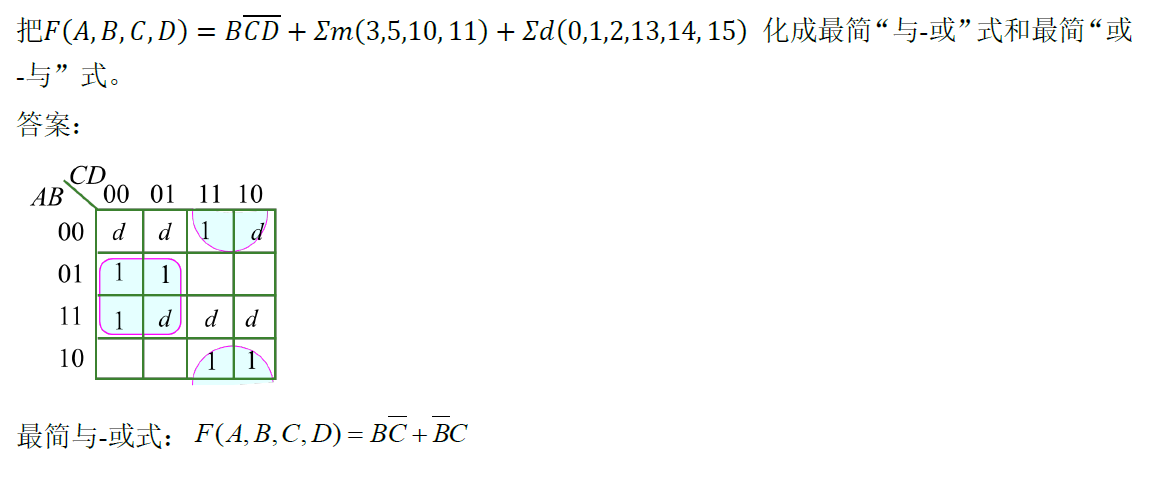 把F(A,B,C,D) = B\overline{CD} + Σm(3,5,10,11) + Σd(0,1,2,13,14,15) 化成最简“与-或”式和最简“或
-与”式。
答案：
CD
AB 00 01 11 10
00 d d 1 d
01 1 1
11 1 d d d
10 1 1
最简与-或式： F(A,B,C,D) = B\overline{C} + \overline{B}C